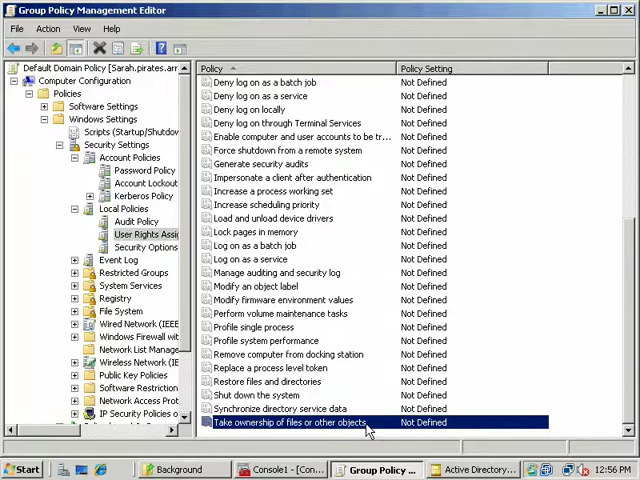 Group Policy Management Editor
File Action View Help
Default Domain Policy [Sarah.pirates.arr
Computer Configuration
Policies
Software Settings
Windows Settings
Scripts (Startup/Shutdow
Security Settings
Account Policies
Password Policy
Account Lockou
Kerberos Policy
Local Policies
Audit Policy
User Rights Assig
Security Options
Event Log
Restricted Groups
System Services
Registry
File System
Wired Network (IEEE
Windows Firewall wit
Network List Manage
Wireless Network (IE
Public Key Policies
Software Restriction
IP Security Policies o
Policy Policy Setting
Deny log on as a batch job Not Defined
Deny log on as a service Not Defined
Deny log on locally Not Defined
Deny log on through Terminal Services Not Defined
Enable computer and user accounts to be tr... Not Defined
Force shutdown from a remote system Not Defined
Generate security audits Not Defined
Impersonate a client after authentication Not Defined
Increase a process working set Not Defined
Increase scheduling priority Not Defined
Load and unload device drivers Not Defined
Lock pages in memory Not Defined
Log on as a batch job Not Defined
Log on as a service Not Defined
Manage auditing and security log Not Defined
Modify an object label Not Defined
Modify firmware environment values Not Defined
Perform volume maintenance tasks Not Defined
Profile single process Not Defined
Profile system performance Not Defined
Remove computer from docking station Not Defined
Replace a process level token Not Defined
Restore files and directories Not Defined
Shut down the system Not Defined
Synchronize directory service data Not Defined
Take ownership of files or other objects Not Defined
Start Background Console1 - [Con... Group Policy ... Active Directory... 12:56 PM